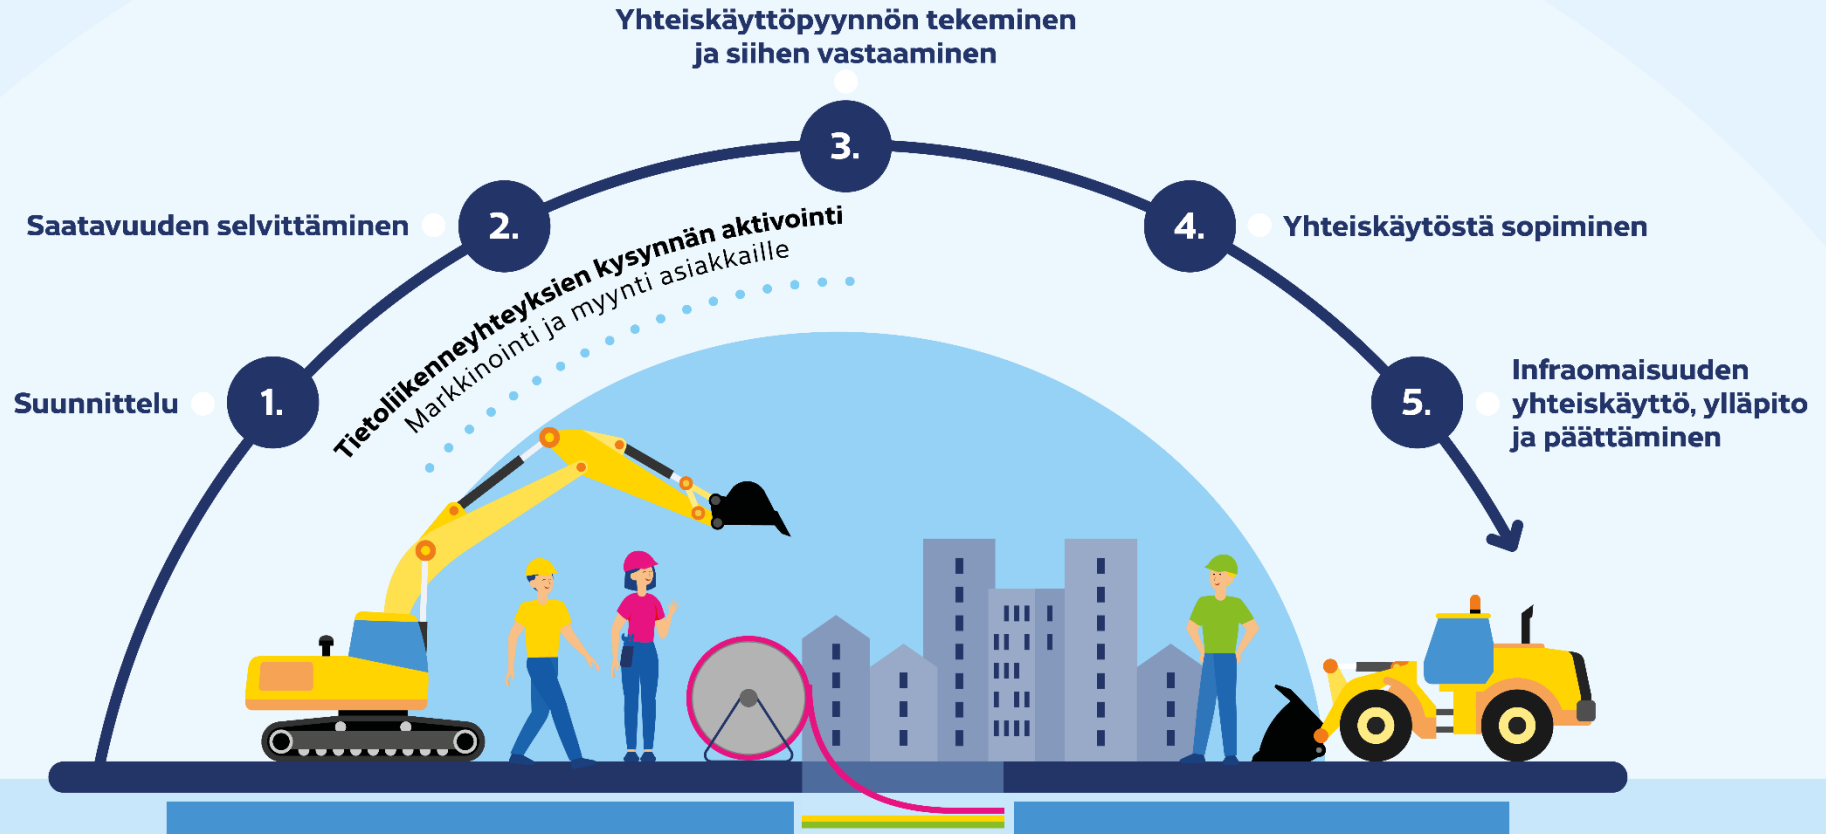 Yhteiskäyttöpyynnön tekeminen
ja siihen vastaaminen
3.
Saatavuuden selvittäminen
2.
4.
Yhteiskäytöstä sopiminen
Tietoliikenneyhteyksien kysynnän aktivointi
Markkinointi ja myynti asiakkaille
Suunnittelu
1.
5.
Infraomaisuuden
yhteiskäyttö, ylläpito
ja päättäminen